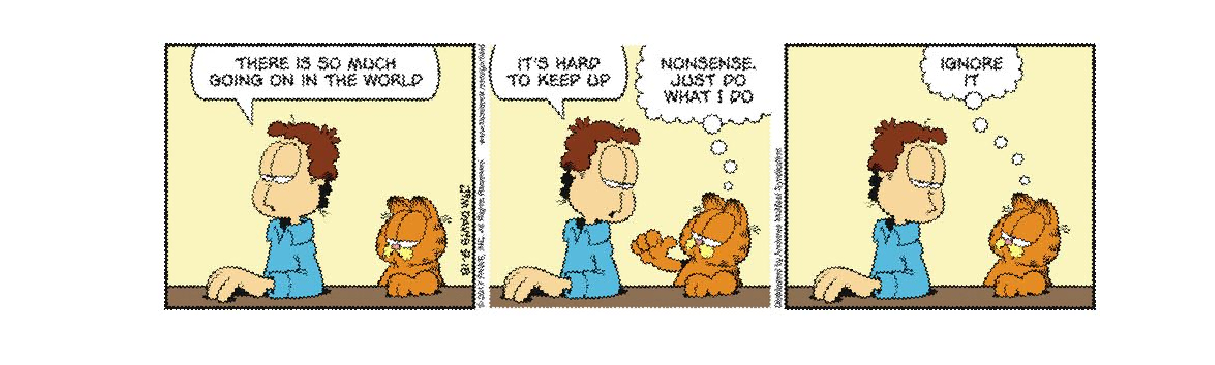 THERE IS SO MUCH
GOING ON IN THE WORLD
IT'S HARD
TO KEEP UP
NONSENSE.
JUST DO
WHAT I DO
IGNORE
IT